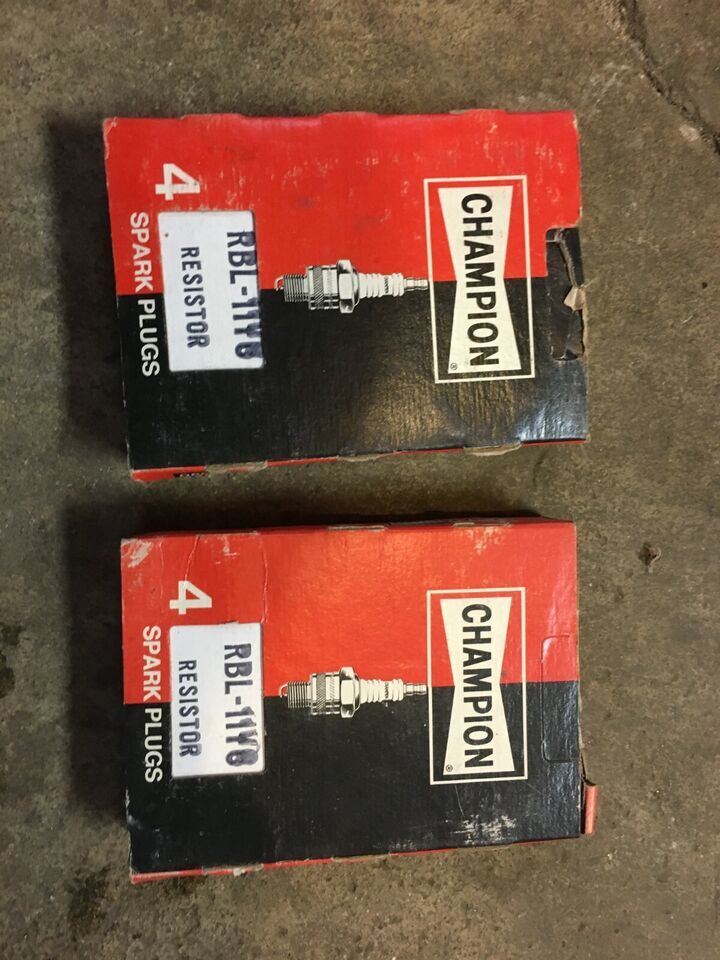 CHAMPION
®
4
SPARK PLUGS
RBL-11Y6
RESISTOR
CHAMPION
®
4
SPARK PLUGS
RBL-11Y6
RESISTOR